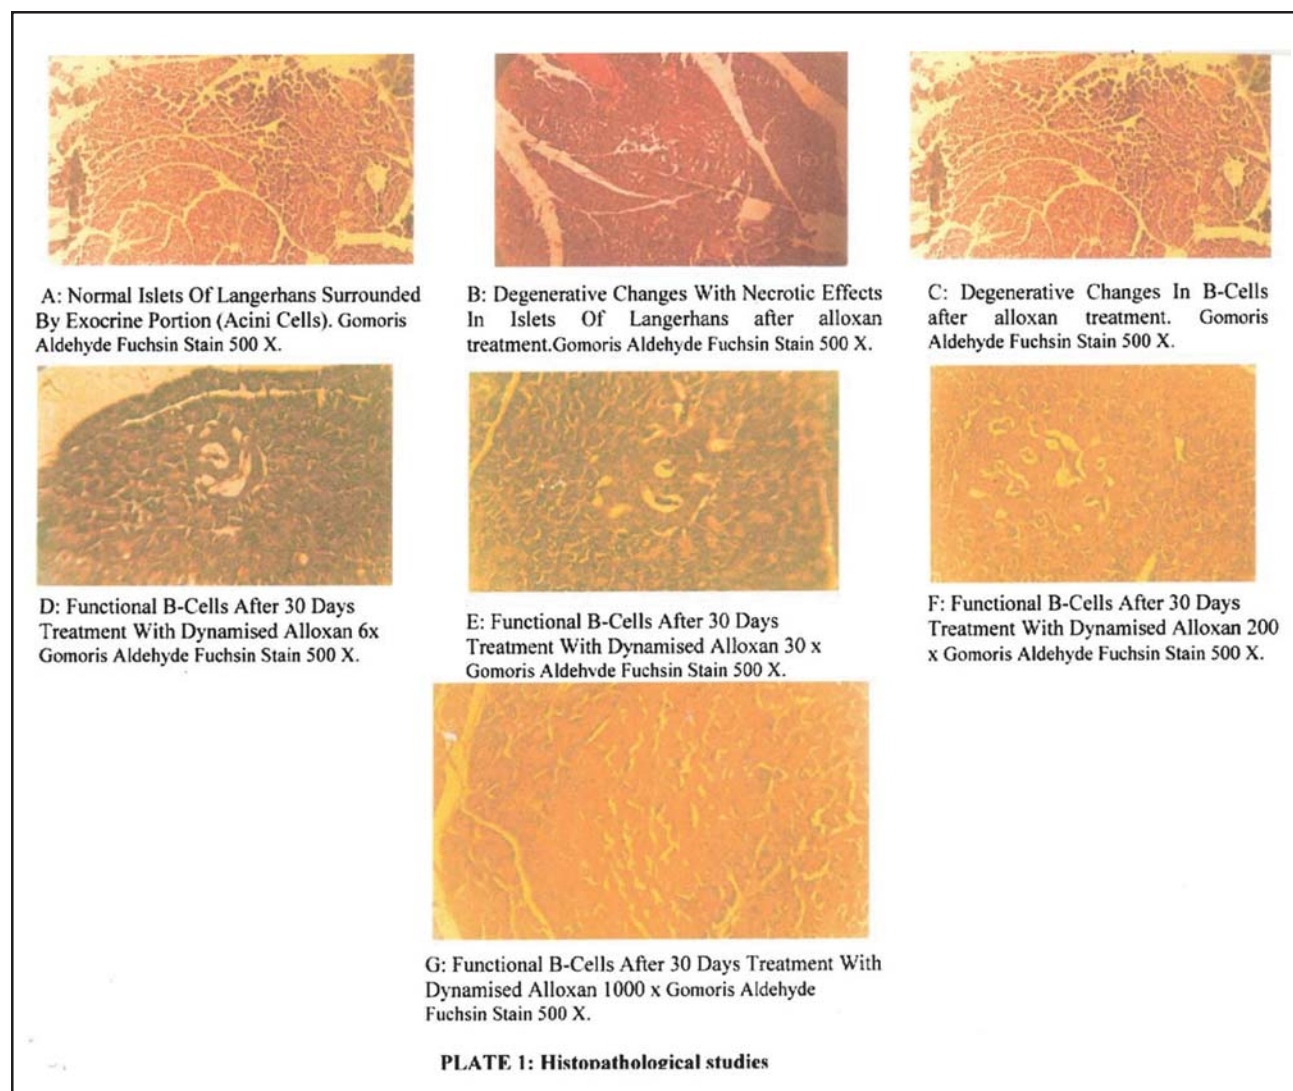 A: Normal Islets Of Langerhans Surrounded
By Exocrine Portion (Acini Cells). Gomoris
Aldehyde Fuchsin Stain 500 X.
B: Degenerative Changes With Necrotic Effects
In Islets Of Langerhans after alloxan
treatment.Gomoris Aldehyde Fuchsin Stain 500 X.
C: Degenerative Changes In B-Cells
after alloxan treatment. Gomoris
Aldehyde Fuchsin Stain 500 X.
D: Functional B-Cells After 30 Days
Treatment With Dynamised Alloxan 6x
Gomoris Aldehyde Fuchsin Stain 500 X.
E: Functional B-Cells After 30 Days
Treatment With Dynamised Alloxan 30 x
Gomoris Aldehyde Fuchsin Stain 500 X.
F: Functional B-Cells After 30 Days
Treatment With Dynamised Alloxan 200
x Gomoris Aldehyde Fuchsin Stain 500 X.
G: Functional B-Cells After 30 Days Treatment With
Dynamised Alloxan 1000 x Gomoris Aldehyde
Fuchsin Stain 500 X.
PLATE 1: Histopathological studies